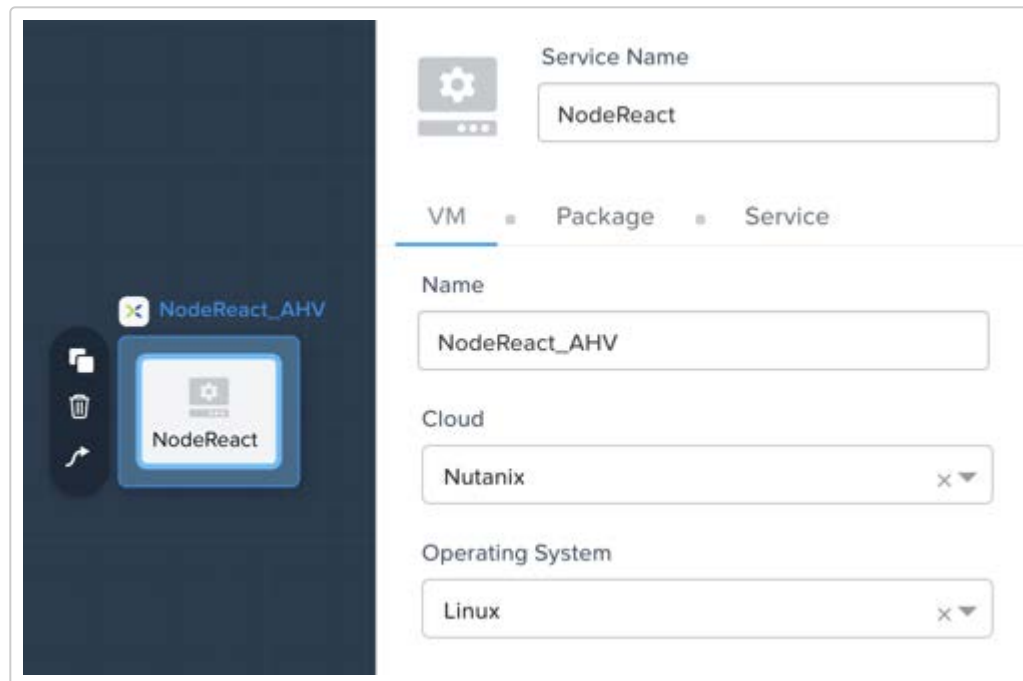 NodeReact_AHV
NodeReact
Service Name
NodeReact
VM
Package
Service
Name
NodeReact_AHV
Cloud
Nutanix
Operating System
Linux